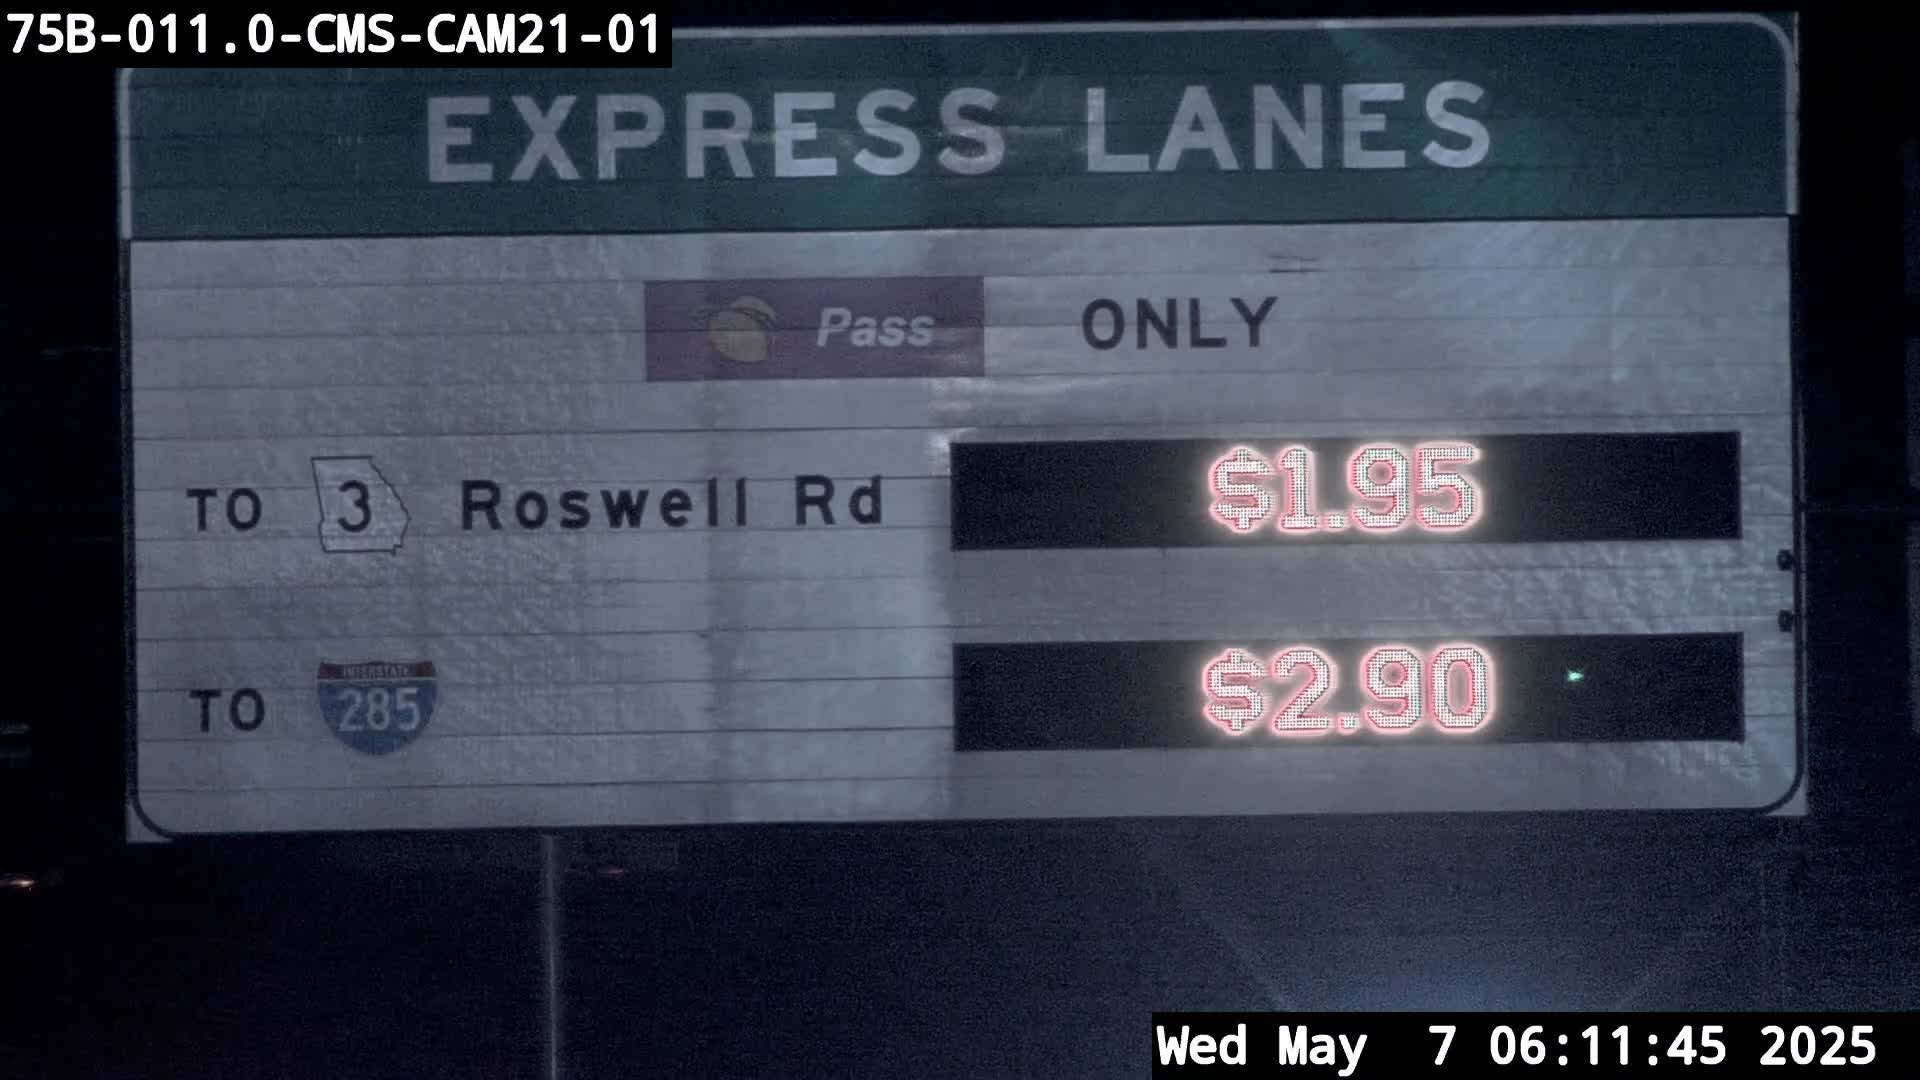 75B-011.0-CMS-CAM21-01
EXPRESS LANES
Pass ONLY
TO 3 Roswell Rd $1.95
TO INTERSTATE 285 $2.90
Wed May 7 06:11:45 2025